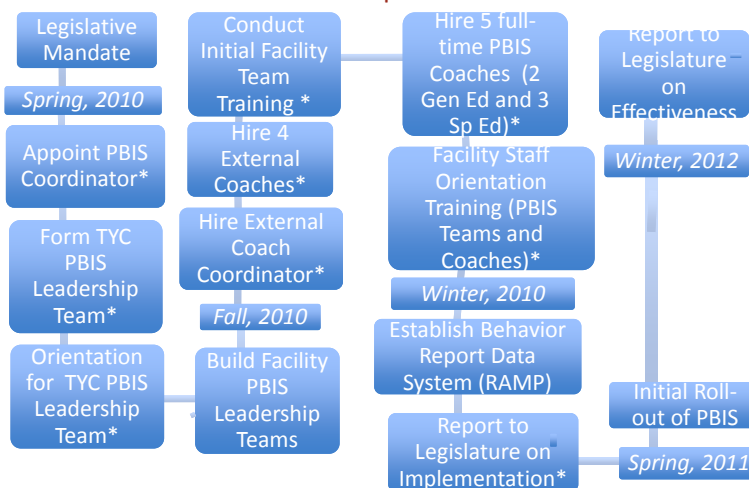 Legislative
Mandate
Spring, 2010
Appoint PBIS
Coordinator*
Form TYC
PBIS
Leadership
Team*
Orientation
for TYC PBIS
Leadership
Team*
Conduct
Initial Facility
Team
Training *
Hire 4
External
Coaches*
Hire External
Coach
Coordinator*
Fall, 2010
Build Facility
PBIS
Leadership
Teams
Hire 5 full-
time PBIS
Coaches (2
Gen Ed and 3
Sp Ed)*
Facility Staff
Orientation
Training (PBIS
Teams and
Coaches)*
Winter, 2010
Establish Behavior
Report Data
System (RAMP)
Report to
Legislature on
Implementation*
Report to
Legislature
on
Effectiveness
Winter, 2012
Initial Roll-
out of PBIS
Spring, 2011